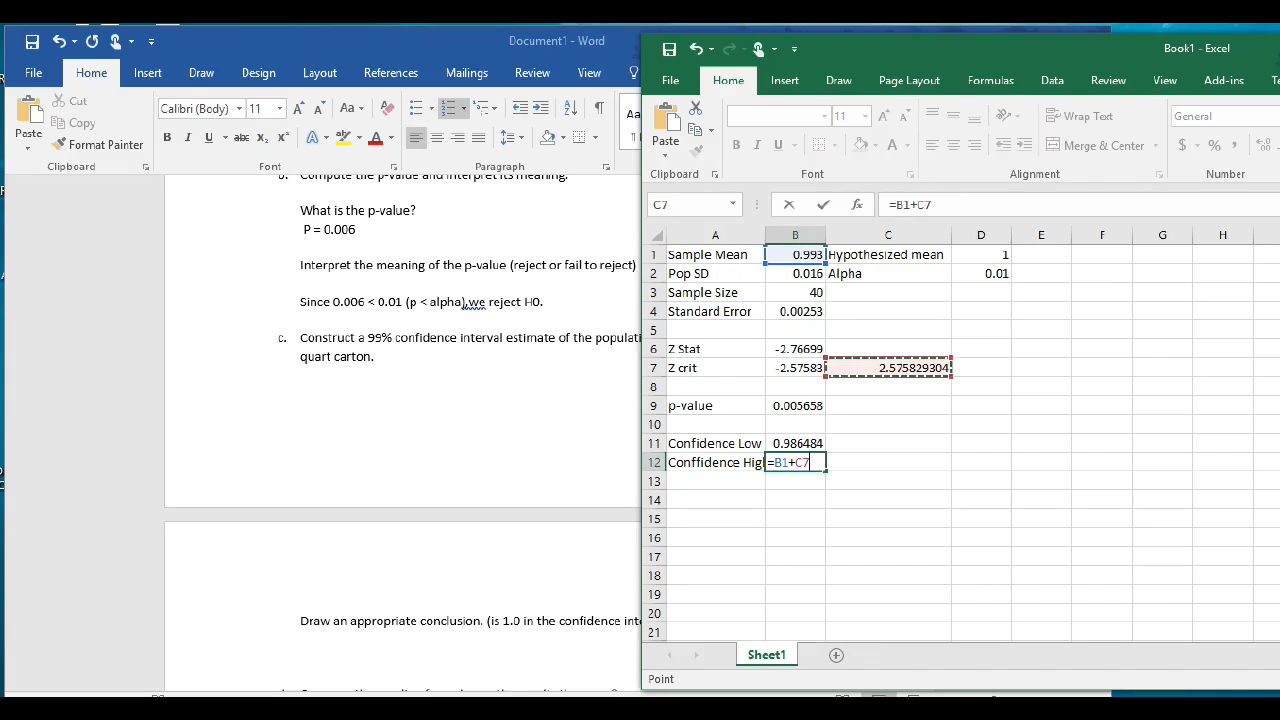 Document1 - Word
File Home Insert Draw Design Layout References Mailings Review View
Cut
Copy
Paste
Format Painter
Calibri (Body) 11
Aa
B I U abc X₂ X²
Clipboard Font Paragraph
Compute the p-value and interpret its meaning.
What is the p-value?
P = 0.006
Interpret the meaning of the p-value (reject or fail to reject)
Since 0.006 < 0.01 (p < alpha),we reject H0.
c. Construct a 99% confidence interval estimate of the populati
quart carton.
Draw an appropriate conclusion. (is 1.0 in the confidence inte
Book1 - Excel
File Home Insert Draw Page Layout Formulas Data Review View Add-ins
Paste
11
B I U
Wrap Text
Merge & Center
General
$ % ,
Clipboard Font Alignment Number
C7 fx =B1+C7
A B C D E F G H
1 Sample Mean 0.993 Hypothesized mean 1
2 Pop SD 0.016 Alpha 0.01
3 Sample Size 40
4 Standard Error 0.00253
5
6 Z Stat -2.76699
7 Z crit -2.57583 2.575829304
8
9 p-value 0.005658
10
11 Confidence Low 0.986484
12 Conffidence Hig =B1+C7
13
14
15
16
17
18
19
20
21
Sheet1
Point